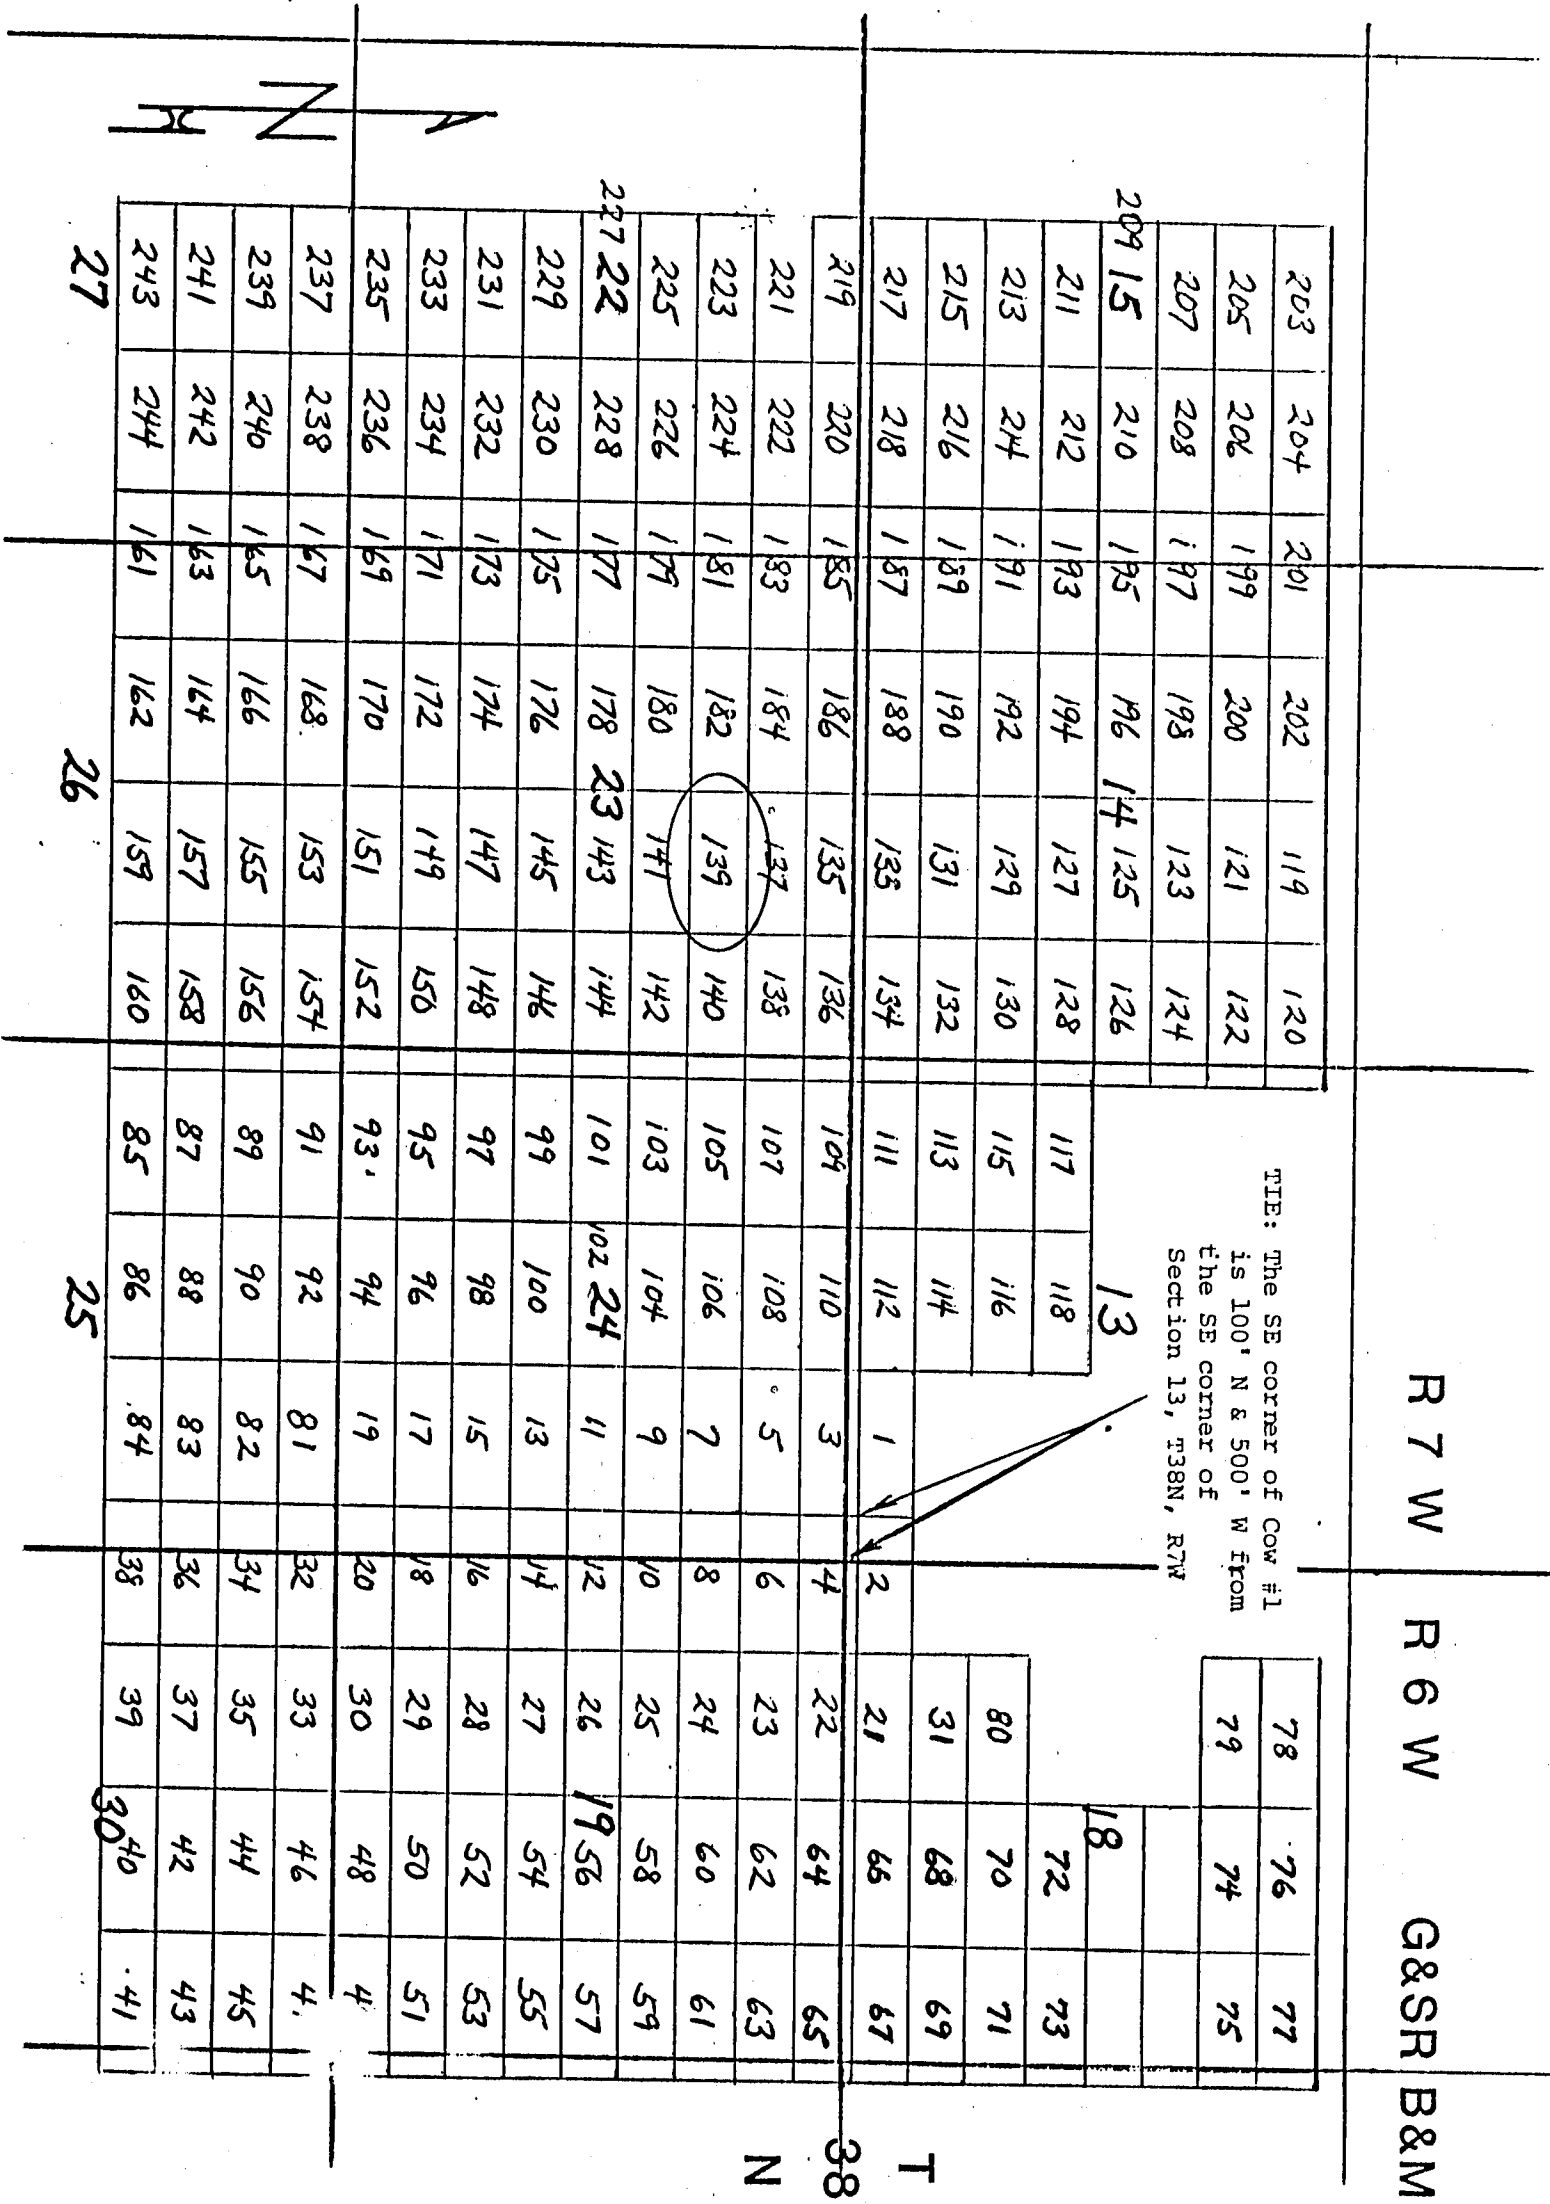 R 7 W R 6 W G&SR B&M
TIE: The SE corner of Cow #1
is 100' N & 500' W from
the SE corner of
Section 13, T38N, R7W
203 204 201 202 119 120 78 76 77
205 206 199 200 121 122 79 74 75
207 208 197 198 123 124
209 15 210 195 196 14 125 126 13 18
211 212 193 194 127 128 117 118 72 73
213 214 191 192 129 130 115 116 80 70 71
215 216 189 190 131 132 113 114 31 68 69
217 218 187 188 133 134 111 112 1 2 21 66 67
T
38
N
219 220 185 186 135 136 109 110 3 4 22 64 65
221 222 183 184 137 138 107 108 5 6 23 62 63
223 224 181 182 139 140 105 106 7 8 24 60 61
225 226 179 180 141 142 103 104 9 10 25 58 59
227 22 228 177 178 23 143 144 101 102 24 11 12 26 19 56 57
229 230 175 176 145 146 99 100 13 14 27 54 55
231 232 173 174 147 148 97 98 15 16 28 52 53
233 234 171 172 149 150 95 96 17 18 29 50 51
235 236 169 170 151 152 93 94 19 20 30 48 4
237 238 167 168 153 154 91 92 81 32 33 46 4
239 240 165 166 155 156 89 90 82 34 35 44 45
241 242 163 164 157 158 87 88 83 36 37 42 43
243 244 161 162 159 160 85 86 84 38 39 40 41
27 26 25 30
N